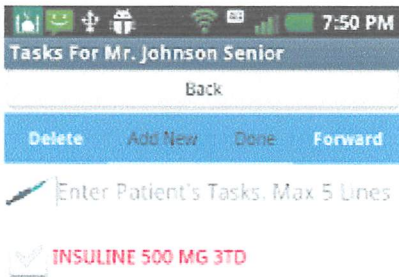 7:50 PM
Tasks For Mr. Johnson Senior
Back
Delete Add New Done Forward
Enter Patient's Tasks. Max 5 Lines
INSULINE 500 MG 3TD